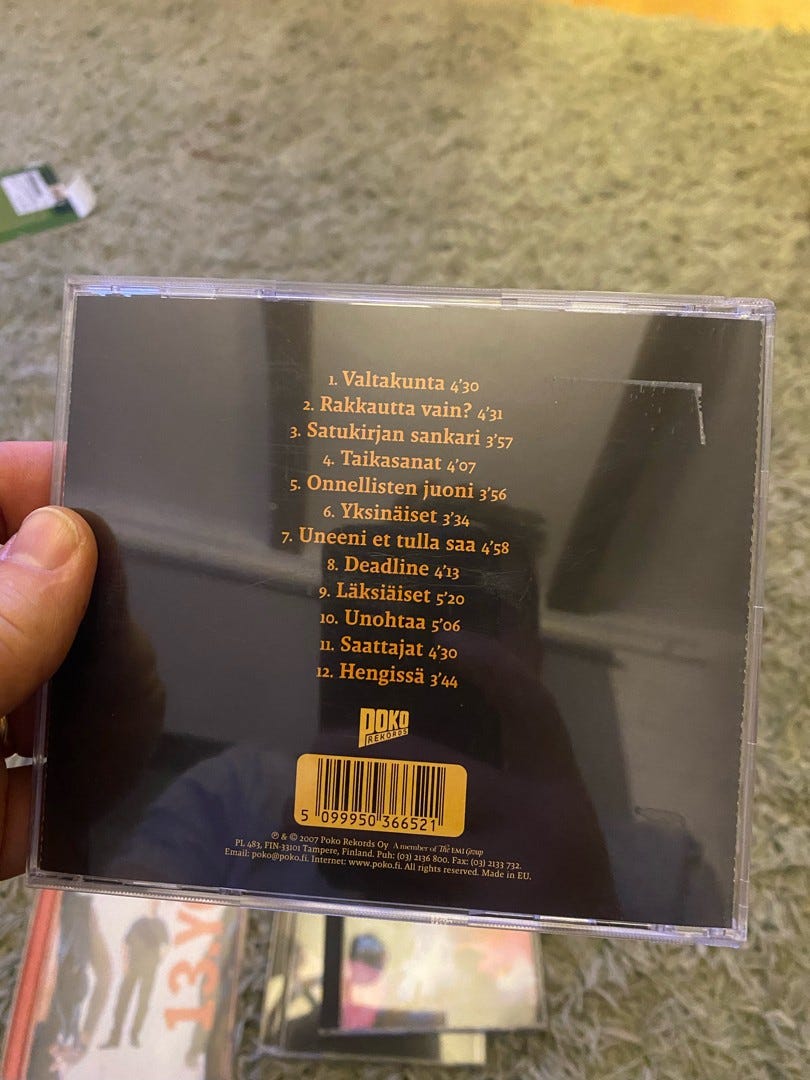 1. Valtakunta 4'30
2. Rakkautta vain? 4'31
3. Satukirjan sankari 3'57
4. Taikasanat 4'07
5. Onnellisten juoni 3'56
6. Yksinäiset 3'34
7. Uneeni et tulla saa 4'58
8. Deadline 4'13
9. Läksiäiset 5'20
10. Unohtaa 5'06
11. Saattajat 4'30
12. Hengissä 3'44
POKO
REKORDS
5 099950 366521
℗ & © 2007 Poko Rekords Oy A member of The EMI Group
PL 483, FIN-33101 Tampere, Finland. Puh: (03) 2136 800. Fax: (03) 2133 732.
Email: poko@poko.fi. Internet: www.poko.fi. All rights reserved. Made in EU.